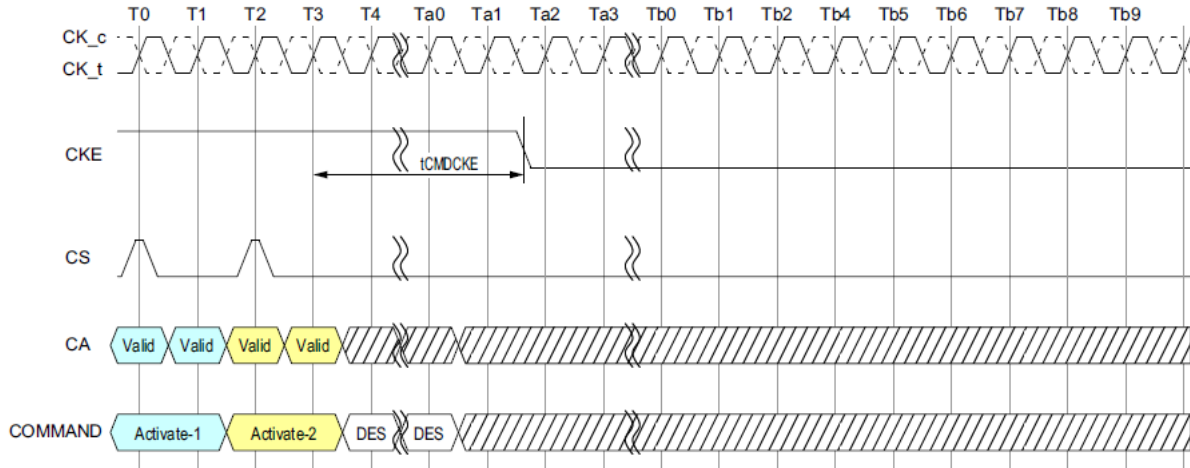 T0 T1 T2 T3 T4 Ta0 Ta1 Ta2 Ta3 Tb0 Tb1 Tb2 Tb4 Tb5 Tb6 Tb7 Tb8 Tb9
CK_c
CK_t
CKE
tCMDCKE
CS
CA Valid Valid Valid Valid
COMMAND Activate-1 Activate-2 DES DES